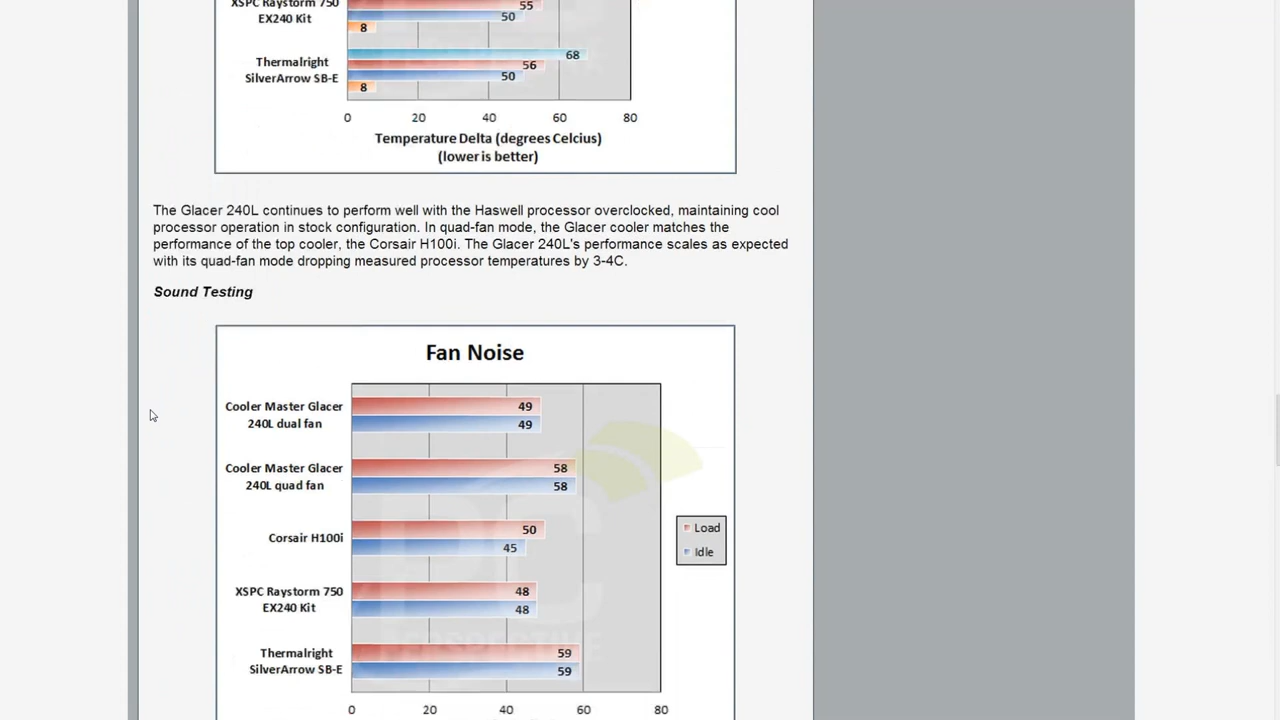 XSPC Raystorm 750
EX240 Kit
55
50
8
Thermalright
SilverArrow SB-E
68
56
50
8
0 20 40 60 80
Temperature Delta (degrees Celcius)
(lower is better)
The Glacer 240L continues to perform well with the Haswell processor overclocked, maintaining cool
processor operation in stock configuration. In quad-fan mode, the Glacer cooler matches the
performance of the top cooler, the Corsair H100i. The Glacer 240L's performance scales as expected
with its quad-fan mode dropping measured processor temperatures by 3-4C.
Sound Testing
Fan Noise
Cooler Master Glacer
240L dual fan
49
49
Cooler Master Glacer
240L quad fan
58
58
Corsair H100i
50
45
XSPC Raystorm 750
EX240 Kit
48
48
Thermalright
SilverArrow SB-E
59
59
Load
Idle
0 20 40 60 80
PC